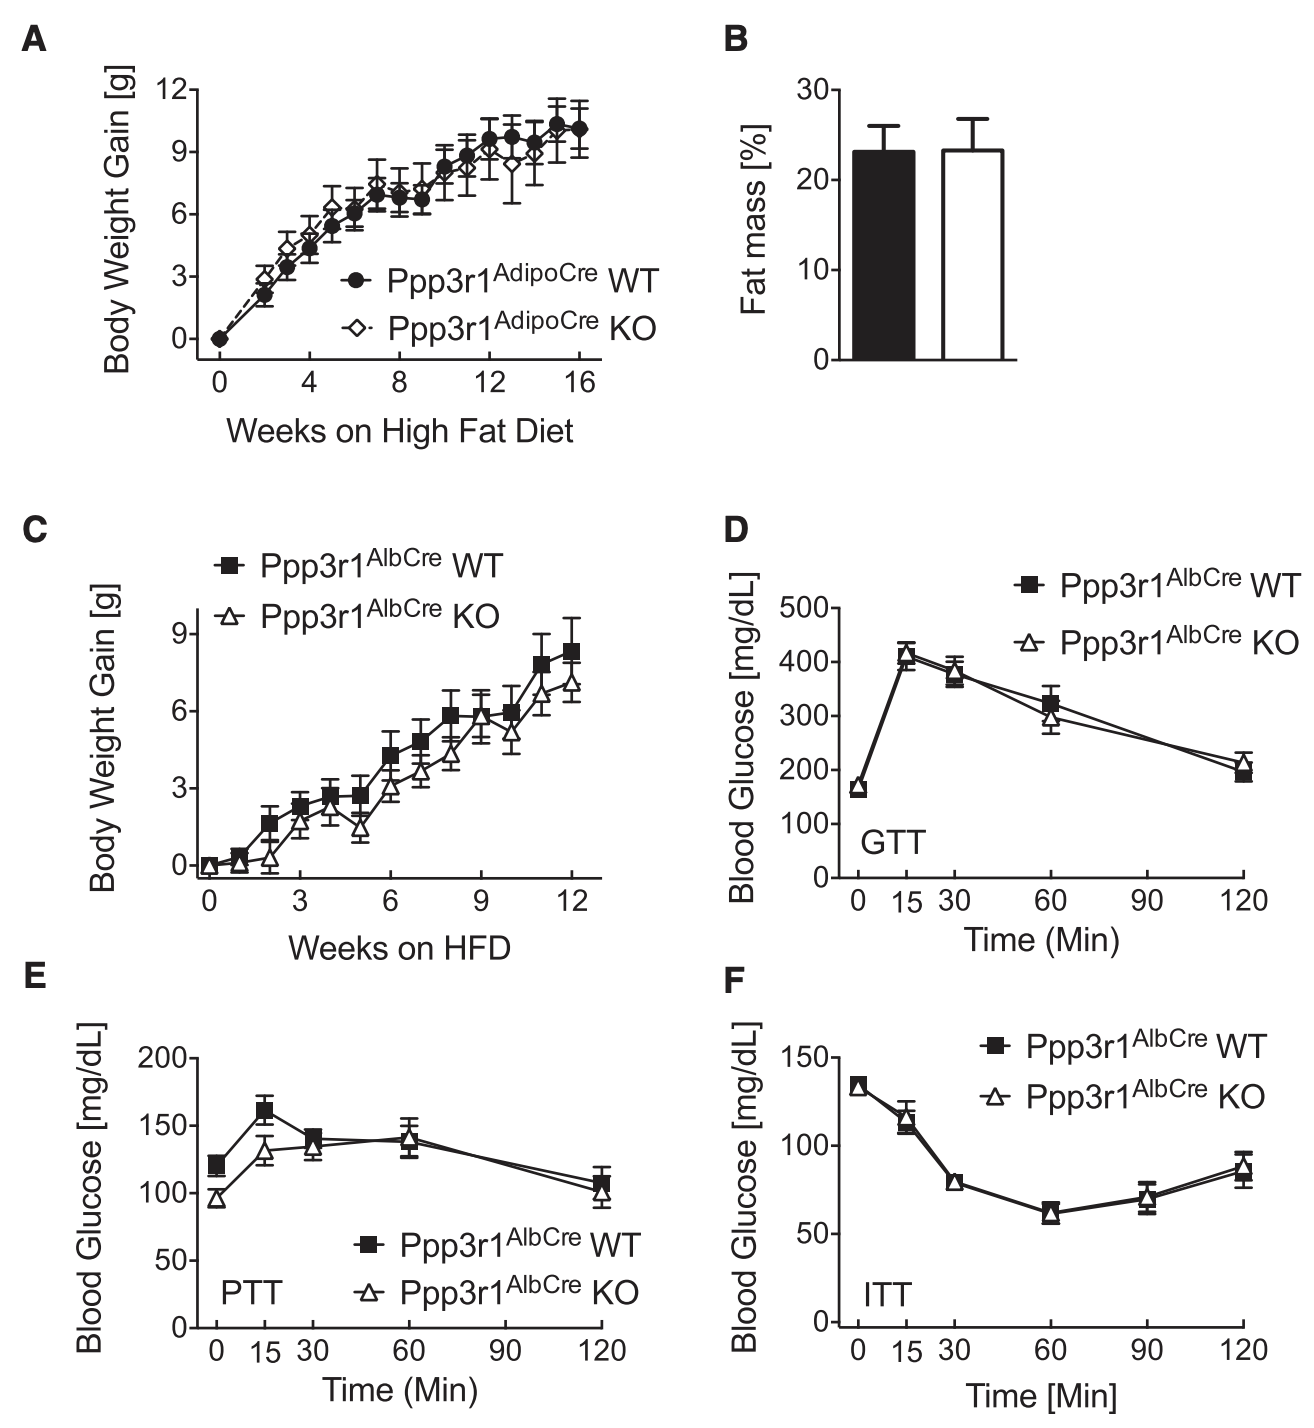 A
Body Weight Gain [g]
12
9
6
3
0
Ppp3r1AdipoCre WT
Ppp3r1AdipoCre KO
0 4 8 12 16
Weeks on High Fat Diet
B
Fat mass [%]
30
20
10
0
C
Ppp3r1AlbCre WT
Ppp3r1AlbCre KO
Body Weight Gain [g]
9
6
3
0
0 3 6 9 12
Weeks on HFD
D
Ppp3r1AlbCre WT
Ppp3r1AlbCre KO
Blood Glucose [mg/dL]
500
400
300
200
100
0
GTT
0 15 30 60 90 120
Time (Min)
E
Blood Glucose [mg/dL]
200
150
100
50
0
Ppp3r1AlbCre WT
Ppp3r1AlbCre KO
PTT
0 15 30 60 90 120
Time (Min)
F
Ppp3r1AlbCre WT
Ppp3r1AlbCre KO
Blood Glucose [mg/dL]
150
100
50
0
ITT
0 15 30 60 90 120
Time [Min]